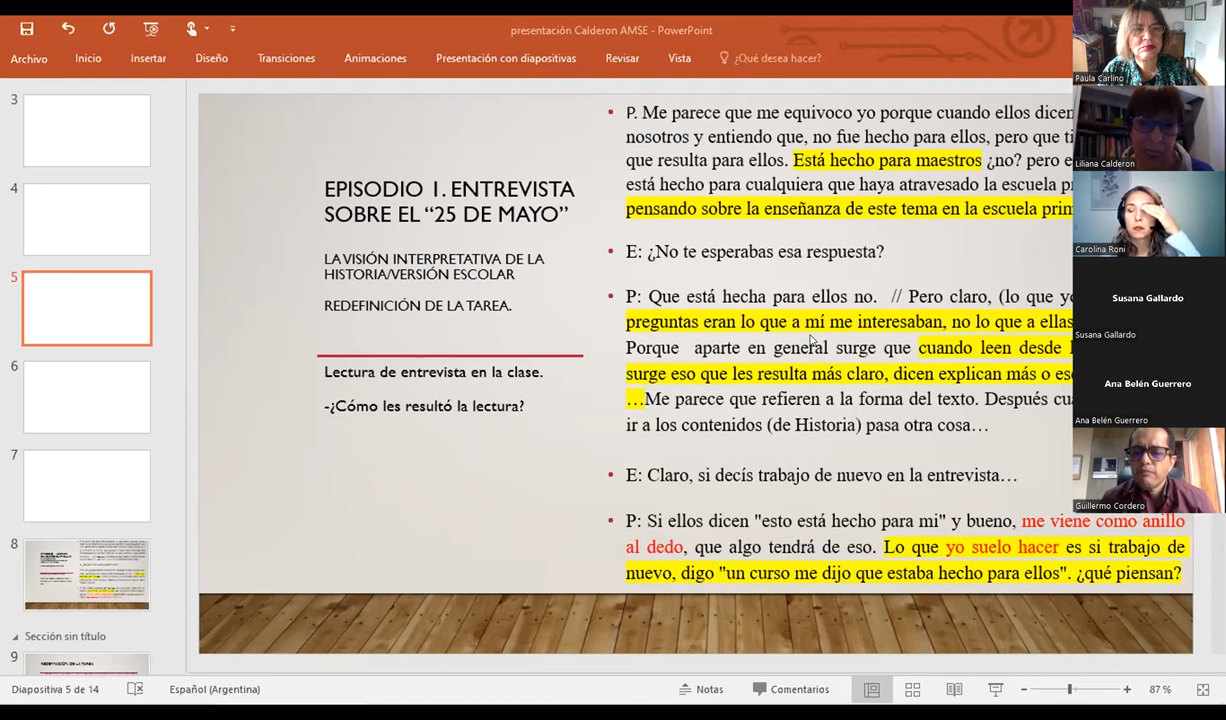 presentación Calderon AMSE - PowerPoint
Archivo
Inicio
Insertar
Diseño
Transiciones
Animaciones
Presentación con diapositivas
Revisar
Vista
¿Qué desea hacer?
3
4
5
6
7
8
Sección sin título
9
REDEFINICIÓN DE LA TAREA
EPISODIO 1. ENTREVISTA
SOBRE EL “25 DE MAYO”
LA VISIÓN INTERPRETATIVA DE LA
HISTORIA/VERSIÓN ESCOLAR
REDEFINICIÓN DE LA TAREA.
Lectura de entrevista en la clase.
-¿Cómo les resultó la lectura?
• P. Me parece que me equivoco yo porque cuando ellos dicen
nosotros y entiendo que, no fue hecho para ellos, pero que
que resulta para ellos. Está hecho para maestros ¿no? pero
está hecho para cualquiera que haya atravesado la escuela
pensando sobre la enseñanza de este tema en la escuela
• E: ¿No te esperabas esa respuesta?
• P: Que está hecha para ellos no. // Pero claro, (lo que
preguntas eran lo que a mí me interesaban, no lo que a ellas
Porque aparte en general surge que cuando leen desde
surge eso que les resulta más claro, dicen explican más o
…Me parece que refieren a la forma del texto. Después
ir a los contenidos (de Historia) pasa otra cosa…
• E: Claro, si decís trabajo de nuevo en la entrevista…
• P: Si ellos dicen "esto está hecho para mi" y bueno, me viene como anillo
al dedo, que algo tendrá de eso. Lo que yo suelo hacer es si trabajo de
nuevo, digo "un curso me dijo que estaba hecho para ellos". ¿qué piensan?
Paula Carlino
Liliana Calderon
Carolina Roni
Susana Gallardo
Susana Gallardo
Ana Belén Guerrero
Ana Belén Guerrero
Guillermo Cordero
Diapositiva 5 de 14
Español (Argentina)
Notas
Comentarios
87 %